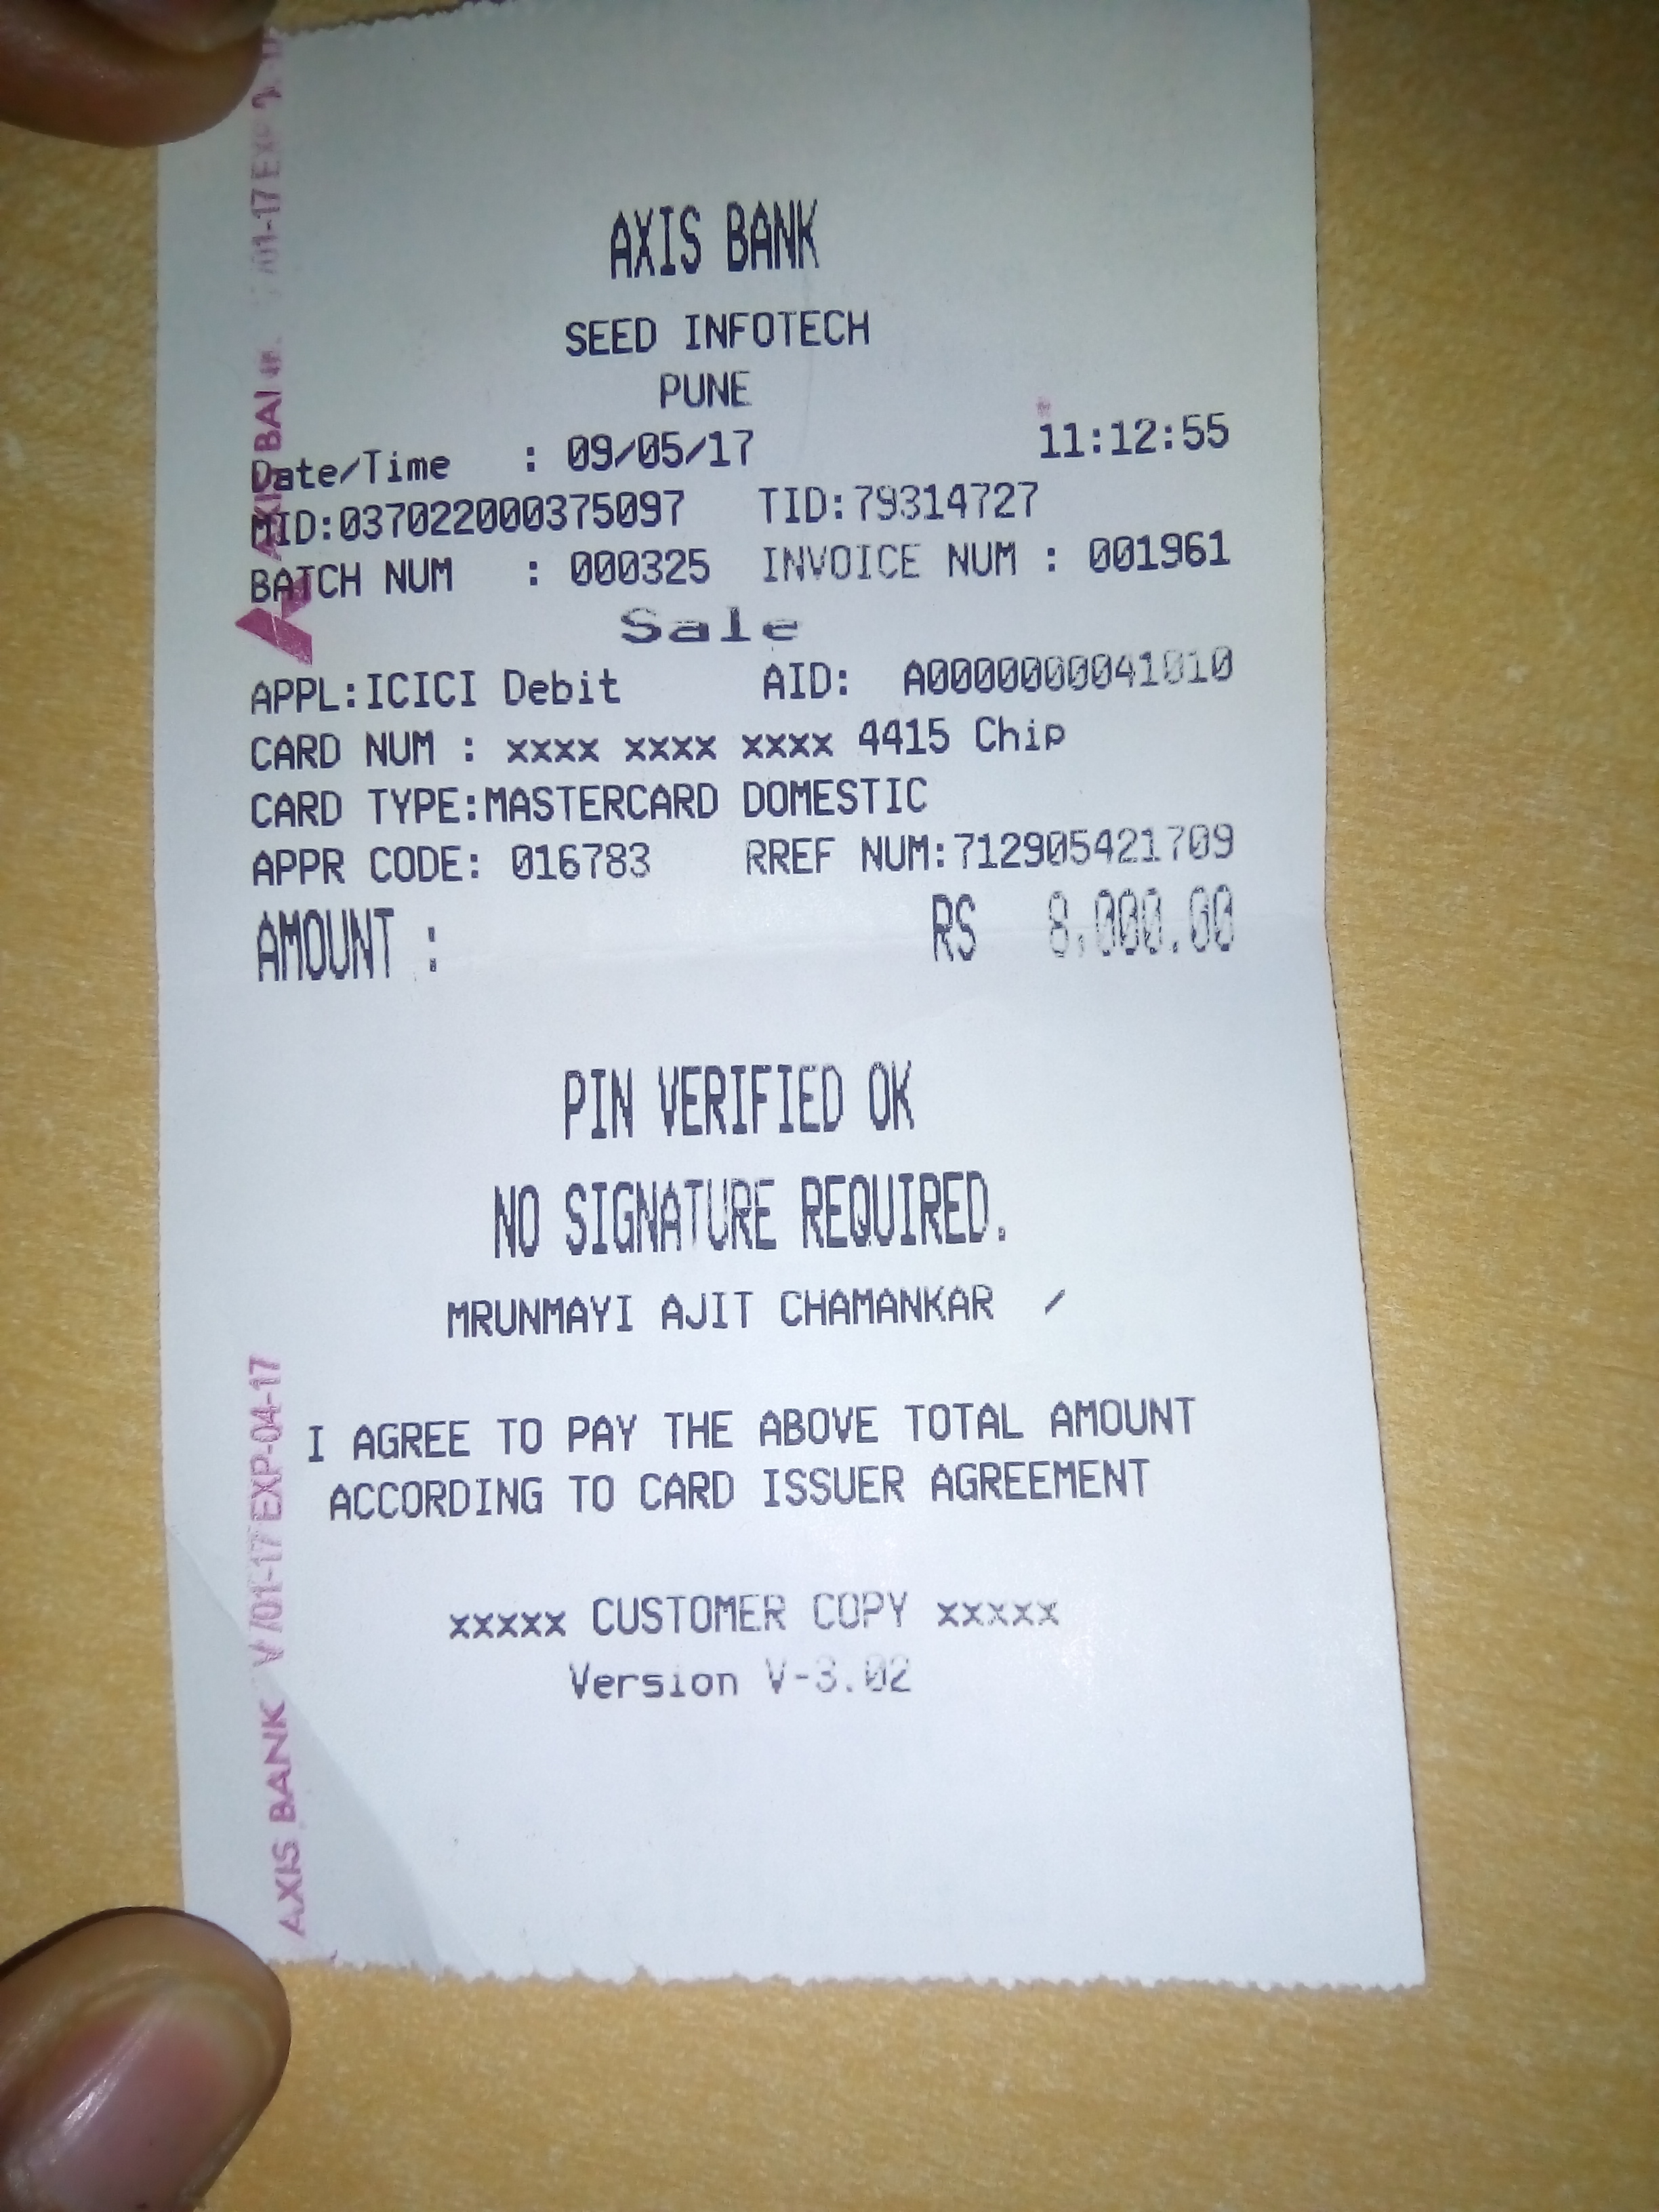 AXIS BANK
SEED INFOTECH
PUNE
Date/Time : 09/05/17 11:12:55
MID:037022000375097 TID:79314727
BATCH NUM : 000325 INVOICE NUM : 001961
Sale
APPL:ICICI Debit AID: A0000000041010
CARD NUM : xxxx xxxx xxxx 4415 Chip
CARD TYPE:MASTERCARD DOMESTIC
APPR CODE: 016783 RREF NUM:712905421709
AMOUNT : RS 8,000.00
PIN VERIFIED OK
NO SIGNATURE REQUIRED.
MRUNMAYI AJIT CHAMANKAR /
I AGREE TO PAY THE ABOVE TOTAL AMOUNT
ACCORDING TO CARD ISSUER AGREEMENT
xxxxx CUSTOMER COPY xxxxx
Version V-3.02
AXIS BANK V/01-17 EXP-04-17
AXIS BANK /01-17 EXP